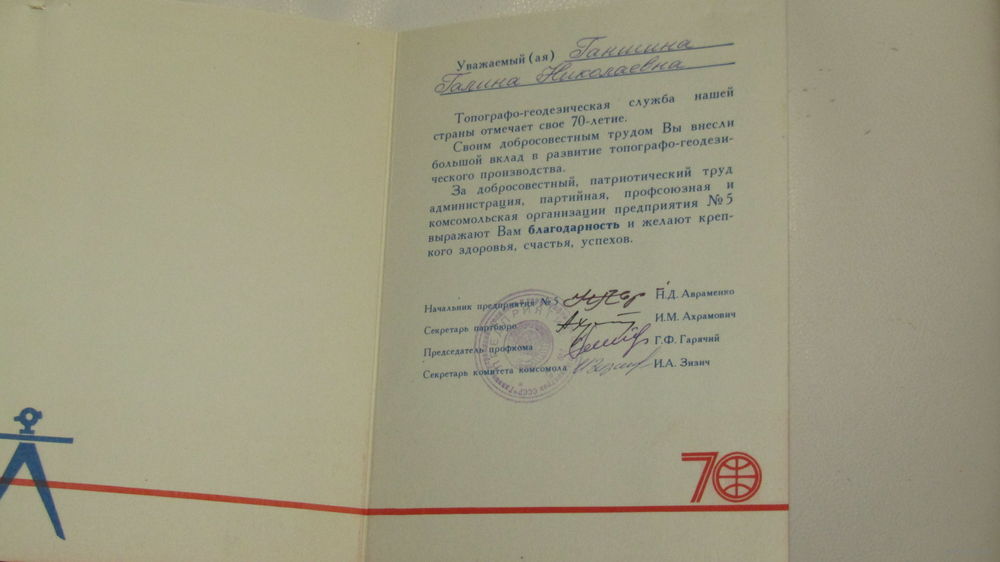 Уважаемый (ая) Ганшина
Галина Николаевна
Топографо-геодезическая служба нашей
страны отмечает свое 70-летие.
Своим добросовестным трудом Вы внесли
большой вклад в развитие топографо-геодези-
ческого производства.
За добросовестный, патриотический труд
администрация, партийная, профсоюзная и
комсомольская организации предприятия №5
выражают Вам благодарность и желают креп-
кого здоровья, счастья, успехов.
Начальник предприятия №5 Н.Д. Авраменко
Секретарь партбюро И.М. Ахрамович
Председатель профкома Г.Ф. Гарячий
Секретарь комитета комсомола И.А. Зизич
ПРЕДПРИЯТИЕ
СССР
70